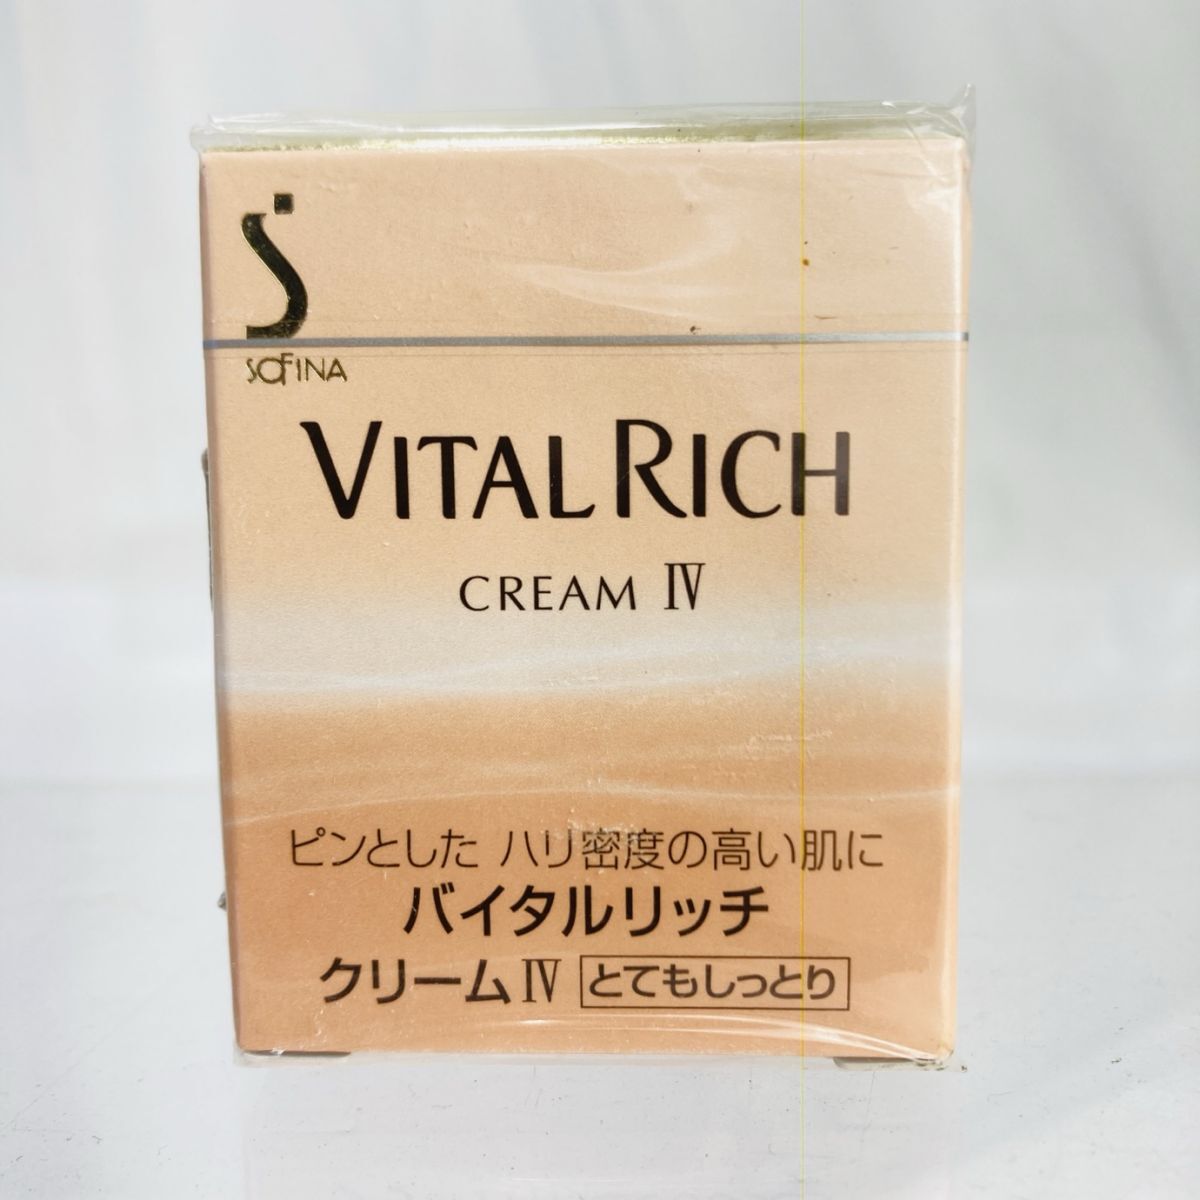 S
SOFINA
VITAL RICH
CREAM IV
ピンとした ハリ密度の高い肌に
バイタルリッチ
クリームIV とてもしっとり